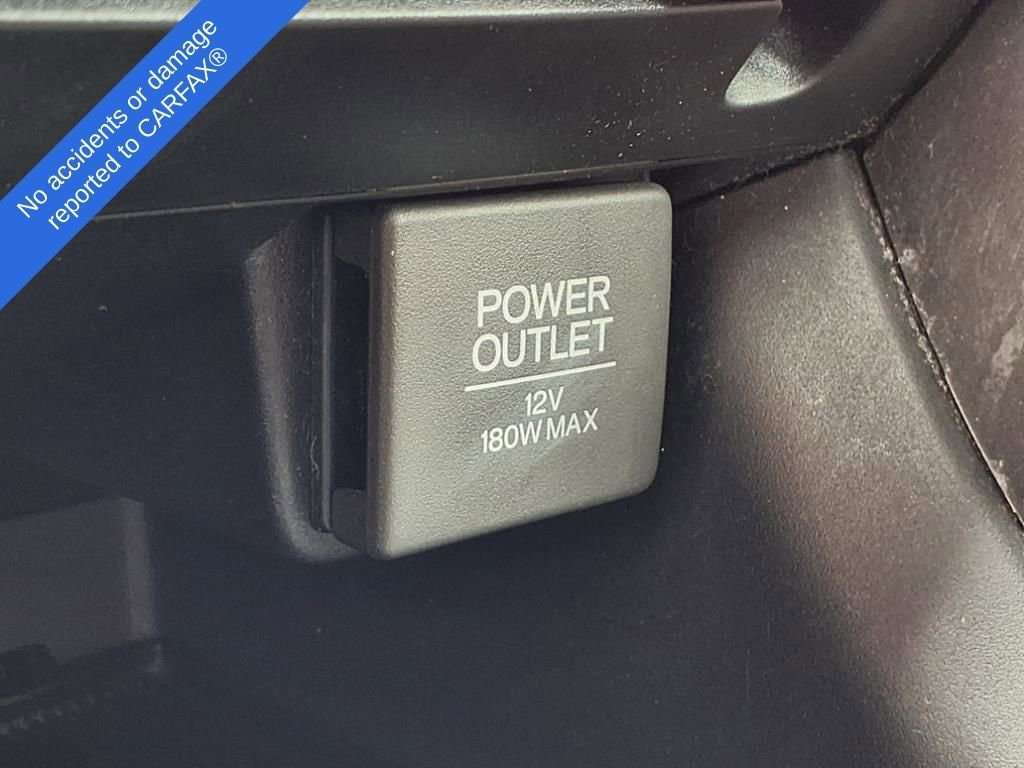 No accidents or damage
reported to CARFAX®
POWER
OUTLET
12V
180W MAX